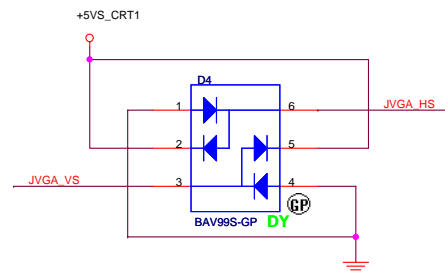 +5VS_CRT1
D4
1
6
JVGA_HS
2
5
JVGA_VS
3
4
GP
BAV99S-GP
DY